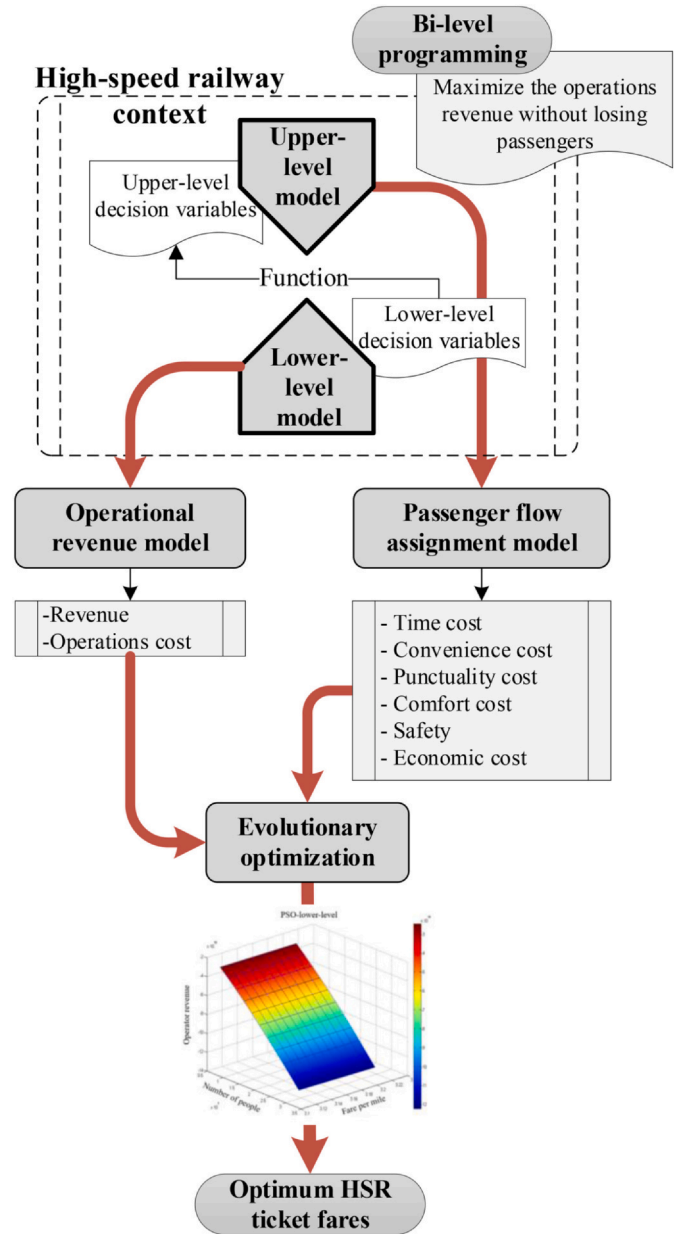 Bi-level
programming
Maximize the operations
revenue without losing
passengers
High-speed railway
context
Upper-
level
model
Upper-level
decision variables
Function
Lower-level
decision variables
Lower-
level
model
Operational
revenue model
Passenger flow
assignment model
-Revenue
-Operations cost
- Time cost
- Convenience cost
- Punctuality cost
- Comfort cost
- Safety
- Economic cost
Evolutionary
optimization
PSO-lower-level
Operator revenue
Number of people
Fare per mile
Optimum HSR
ticket fares